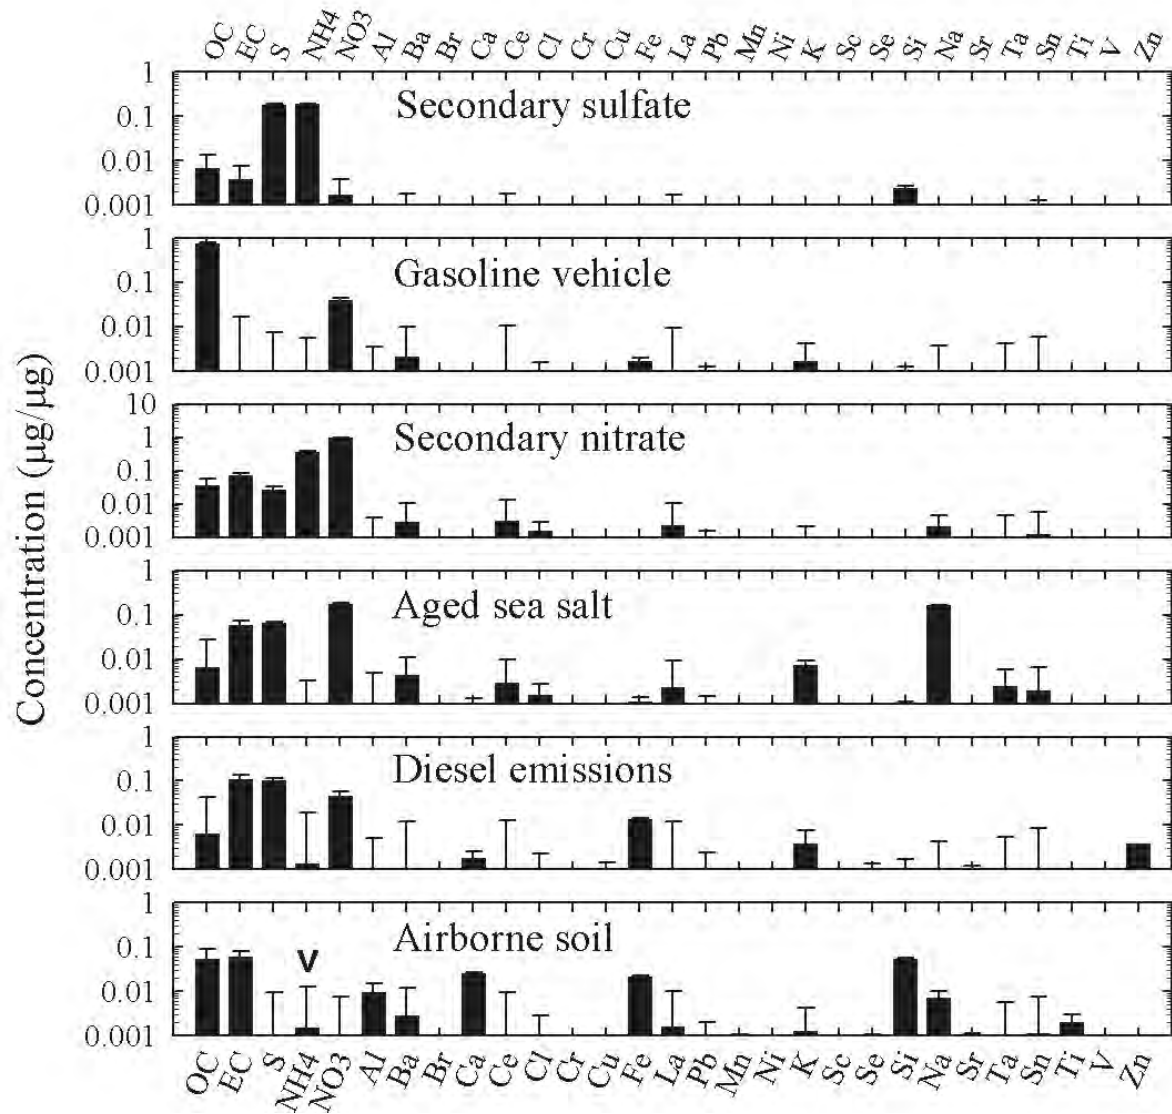 OC EC S NH4 NO3 Al Ba Br Ca Ce Cl Cr Cu Fe La Pb Mn Ni K Sc Se Si Na Sr Ta Sn Ti V Zn
Concentration (µg/µg)
1
Secondary sulfate
0.1
0.01
0.001
1
Gasoline vehicle
0.1
0.01
0.001
10
Secondary nitrate
1
0.1
0.01
0.001
1
Aged sea salt
0.1
0.01
0.001
1
Diesel emissions
0.1
0.01
0.001
1
Airborne soil
0.1
V
0.01
0.001
OC EC S NH4 NO3 Al Ba Br Ca Ce Cl Cr Cu Fe La Pb Mn Ni K Sc Se Si Na Sr Ta Sn Ti V Zn